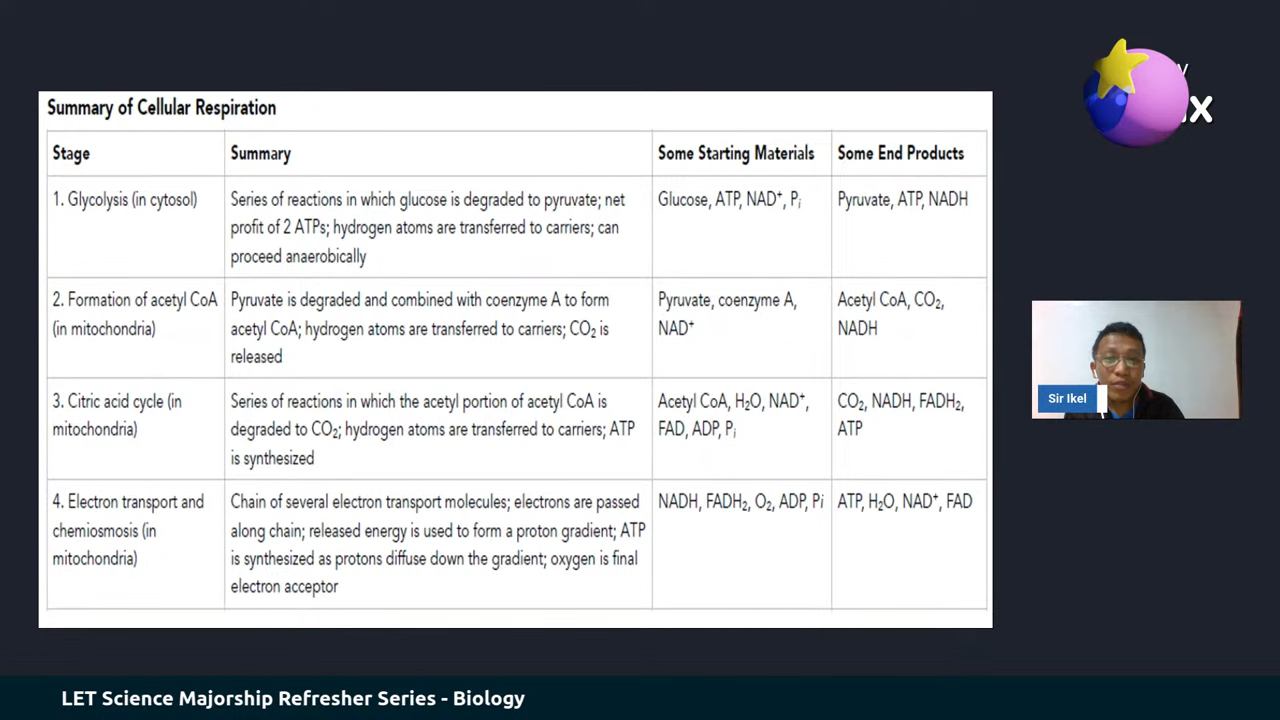 Summary of Cellular Respiration
Stage
Summary
Some Starting Materials
Some End Products
1. Glycolysis (in cytosol)
Series of reactions in which glucose is degraded to pyruvate; net
profit of 2 ATPs; hydrogen atoms are transferred to carriers; can
proceed anaerobically
Glucose, ATP, NAD⁺, Pi
Pyruvate, ATP, NADH
2. Formation of acetyl CoA
(in mitochondria)
Pyruvate is degraded and combined with coenzyme A to form
acetyl CoA; hydrogen atoms are transferred to carriers; CO₂ is
released
Pyruvate, coenzyme A,
NAD⁺
Acetyl CoA, CO₂,
NADH
3. Citric acid cycle (in
mitochondria)
Series of reactions in which the acetyl portion of acetyl CoA is
degraded to CO₂; hydrogen atoms are transferred to carriers; ATP
is synthesized
Acetyl CoA, H₂O, NAD⁺,
FAD, ADP, Pi
CO₂, NADH, FADH₂,
ATP
4. Electron transport and
chemiosmosis (in
mitochondria)
Chain of several electron transport molecules; electrons are passed
along chain; released energy is used to form a proton gradient; ATP
is synthesized as protons diffuse down the gradient; oxygen is final
electron acceptor
NADH, FADH₂, O₂, ADP, Pi
ATP, H₂O, NAD⁺, FAD
Sir Ikel
LET Science Majorship Refresher Series - Biology